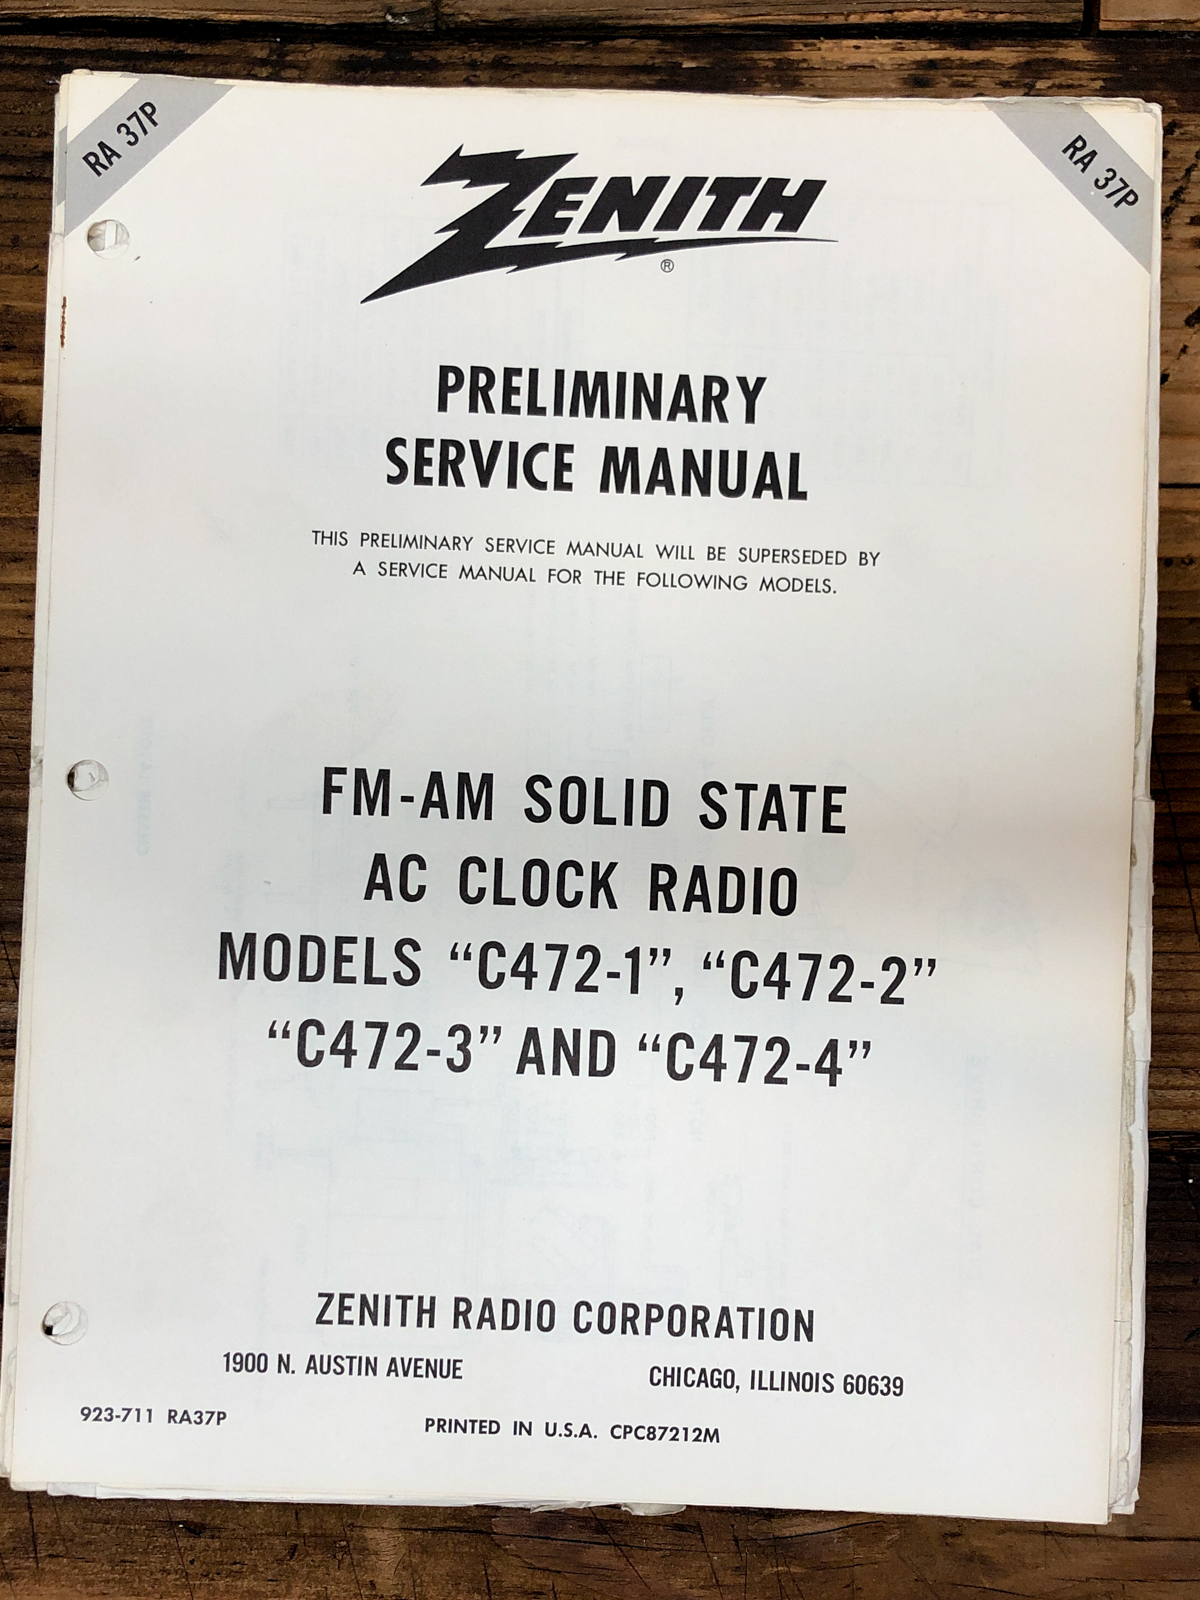 RA 37P
RA 37P
ZENITH
®
PRELIMINARY
SERVICE MANUAL
THIS PRELIMINARY SERVICE MANUAL WILL BE SUPERSEDED BY
A SERVICE MANUAL FOR THE FOLLOWING MODELS.
FM-AM SOLID STATE
AC CLOCK RADIO
MODELS “C472-1”, “C472-2”
“C472-3” AND “C472-4”
ZENITH RADIO CORPORATION
1900 N. AUSTIN AVENUE CHICAGO, ILLINOIS 60639
923-711 RA37P PRINTED IN U.S.A. CPC87212M